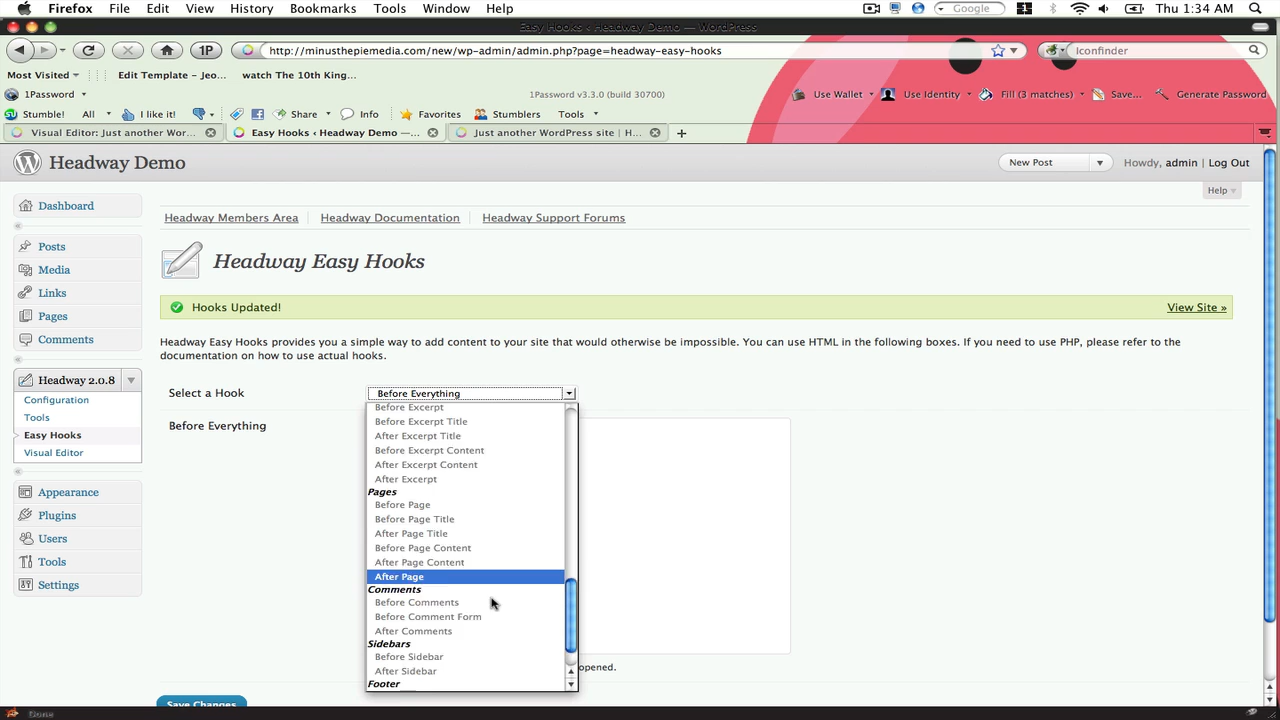 Firefox File Edit View History Bookmarks Tools Window Help Google Thu 1:34 AM
Easy Hooks ‹ Headway Demo — WordPress
1P http://minusthepiemedia.com/new/wp-admin/admin.php?page=headway-easy-hooks Iconfinder
Most Visited Edit Template – Jeo... watch The 10th King...
1Password 1Password v3.3.0 (build 30700) Use Wallet Use Identity Fill (3 matches) Save... Generate Password
Stumble! All I like it! Share Info Favorites Stumblers Tools
Visual Editor: Just another Wor... Easy Hooks ‹ Headway Demo —... Just another WordPress site | H...
Headway Demo New Post Howdy, admin | Log Out
Help
Dashboard
Posts
Media
Links
Pages
Comments
Headway 2.0.8
Configuration
Tools
Easy Hooks
Visual Editor
Appearance
Plugins
Users
Tools
Settings
Headway Members Area Headway Documentation Headway Support Forums
Headway Easy Hooks
Hooks Updated! View Site »
Headway Easy Hooks provides you a simple way to add content to your site that would otherwise be impossible. You can use HTML in the following boxes. If you need to use PHP, please refer to the
documentation on how to use actual hooks.
Select a Hook Before Everything
Before Everything
Before Excerpt
Before Excerpt Title
After Excerpt Title
Before Excerpt Content
After Excerpt Content
After Excerpt
Pages
Before Page
Before Page Title
After Page Title
Before Page Content
After Page Content
After Page
Comments
Before Comments
Before Comment Form
After Comments
Sidebars
Before Sidebar
After Sidebar
Footer
opened.
Save Changes
Done